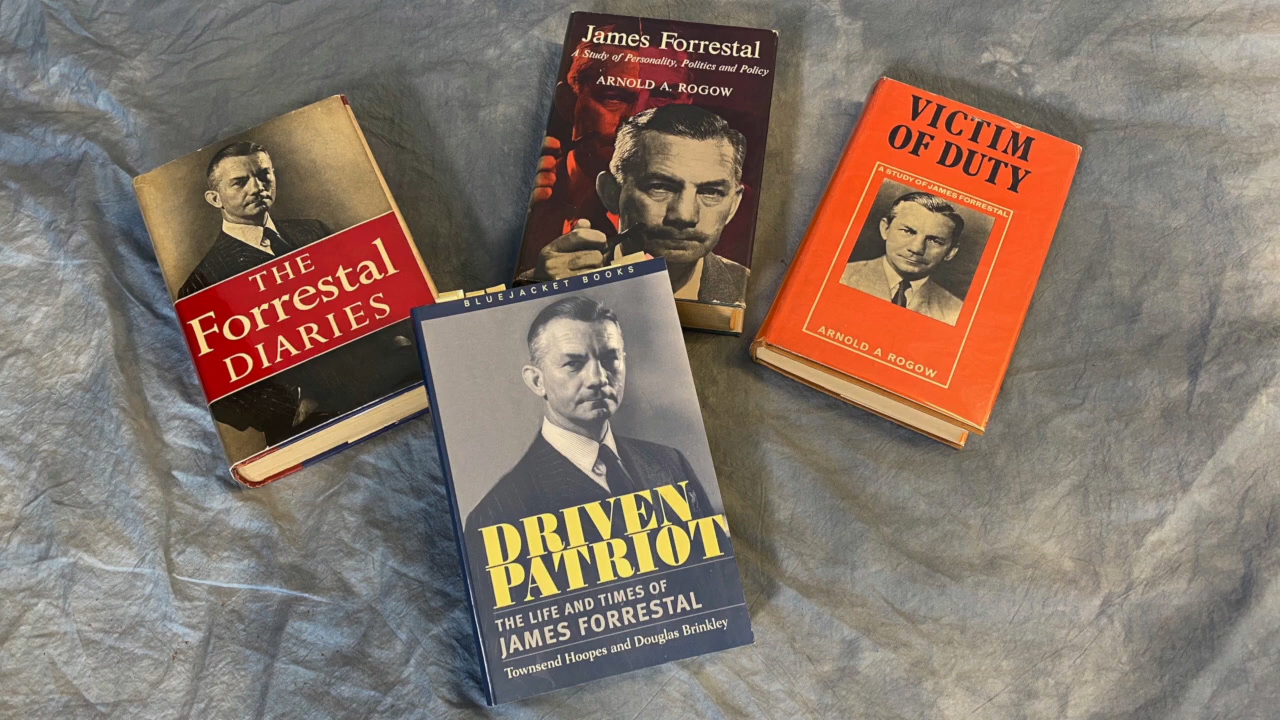 THE
Forrestal
DIARIES
James Forrestal
A Study of Personality, Politics and Policy
ARNOLD A. ROGOW
VICTIM
OF DUTY
A STUDY OF JAMES FORRESTAL
ARNOLD A ROGOW
BLUEJACKET BOOKS
DRIVEN
PATRIOT
THE LIFE AND TIMES OF
JAMES FORRESTAL
Townsend Hoopes and Douglas Brinkley